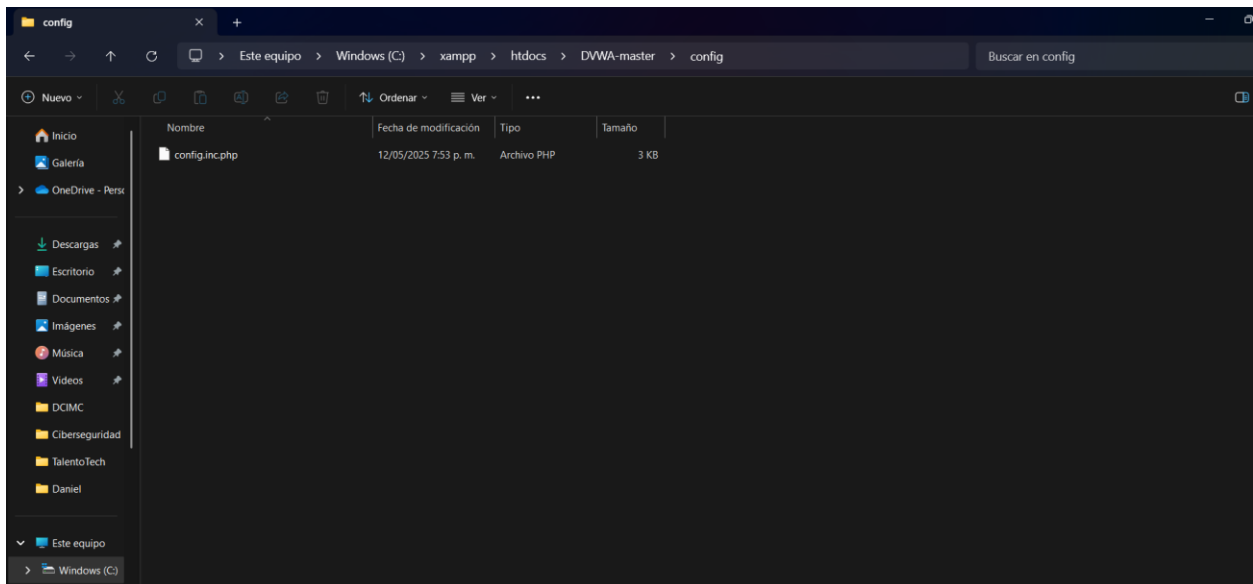 config
Este equipo > Windows (C:) > xampp > htdocs > DVWA-master > config
Buscar en config
Nuevo
Ordenar
Ver
Nombre
Fecha de modificación
Tipo
Tamaño
config.inc.php
12/05/2025 7:53 p. m.
Archivo PHP
3 KB
Inicio
Galería
OneDrive - Persc
Descargas
Escritorio
Documentos
Imágenes
Música
Videos
DCIMC
Ciberseguridad
TalentoTech
Daniel
Este equipo
Windows (C:)